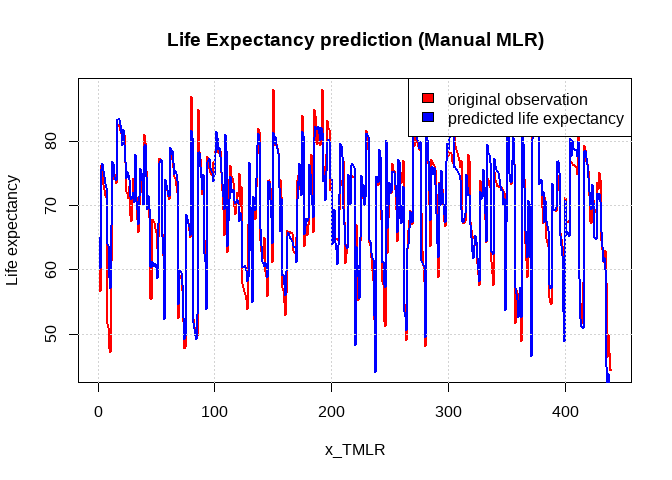 Life Expectancy prediction (Manual MLR)
original observation
predicted life expectancy
Life expectancy
80
70
60
50
0 100 200 300 400
x_TMLR